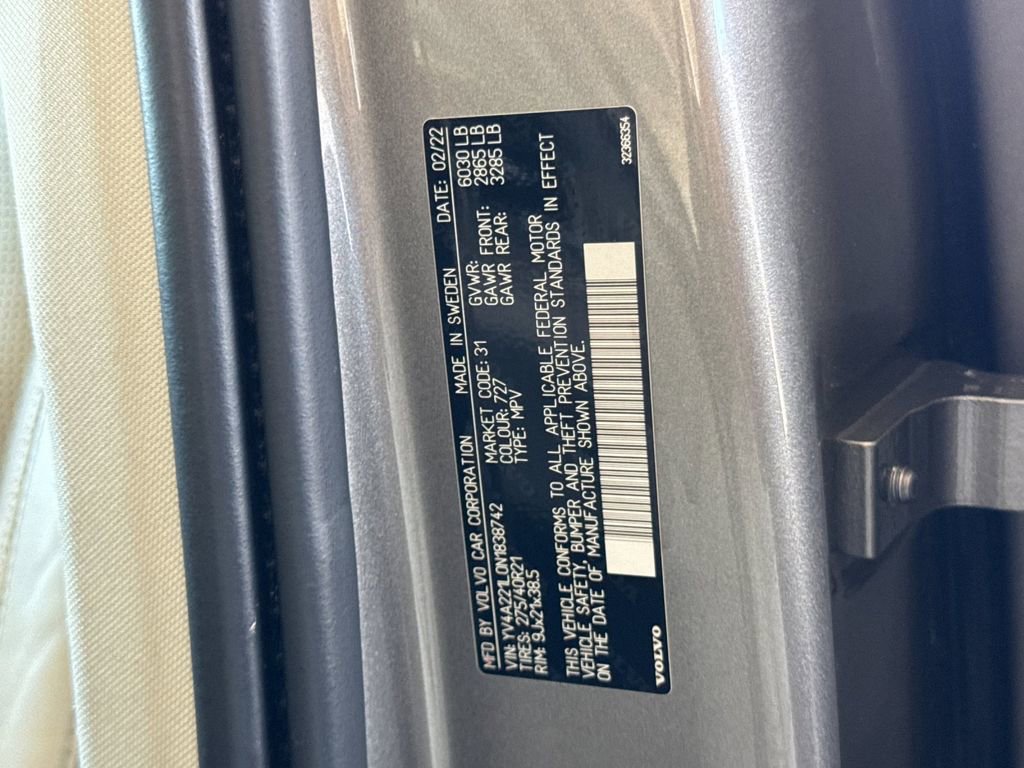 MFD BY VOLVO CAR CORPORATION MADE IN SWEDEN DATE: 02/22
VIN: YV4A221L0N1838742 MARKET CODE: 31 GVWR: 6030 LB
TIRES: 275/40R21 COLOUR: 727 GAWR FRONT: 2865 LB
RIM: 9Jx21x38.5 TYPE: MPV GAWR REAR: 3285 LB
THIS VEHICLE CONFORMS TO ALL APPLICABLE FEDERAL MOTOR
VEHICLE SAFETY, BUMPER AND THEFT PREVENTION STANDARDS IN EFFECT
ON THE DATE OF MANUFACTURE SHOWN ABOVE.
VOLVO 32366354